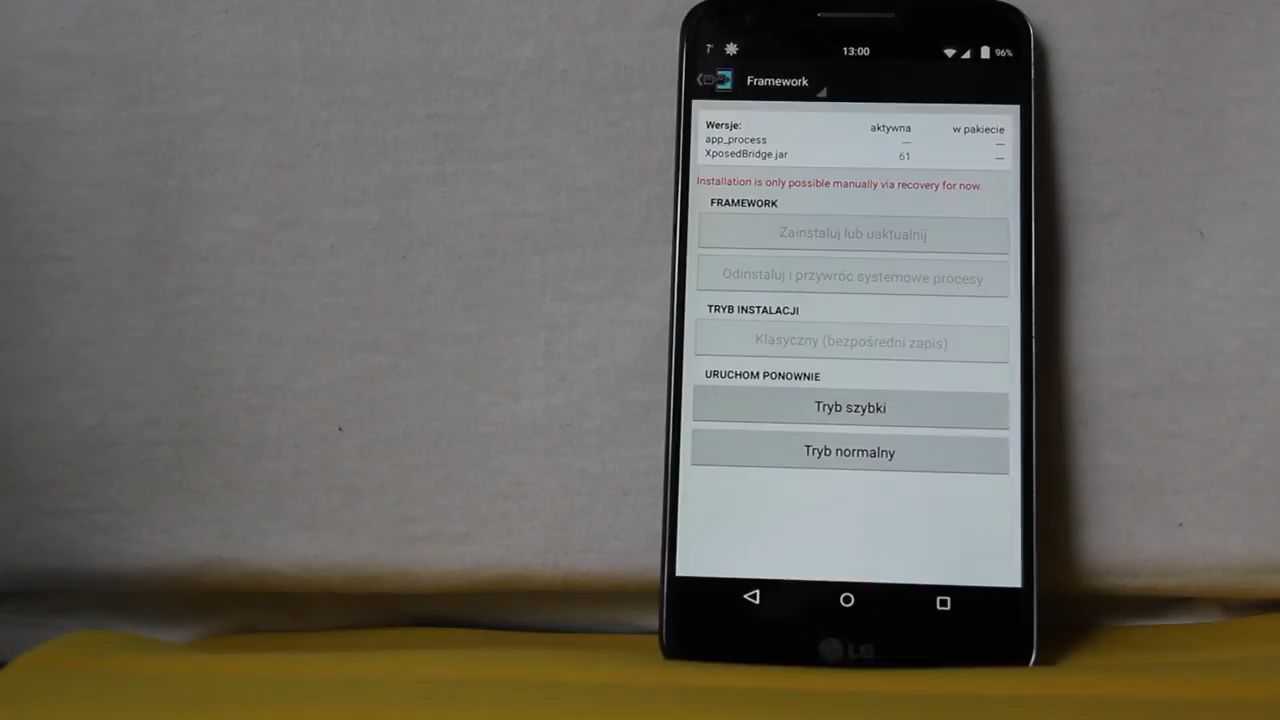 7°
13:00
96%
Framework
Wersje: aktywna w pakiecie
app_process — —
XposedBridge.jar 61 —
Installation is only possible manually via recovery for now.
FRAMEWORK
Zainstaluj lub uaktualnij
Odinstaluj i przywróć systemowe procesy
TRYB INSTALACJI
Klasyczny (bezpośredni zapis)
URUCHOM PONOWNIE
Tryb szybki
Tryb normalny
LG